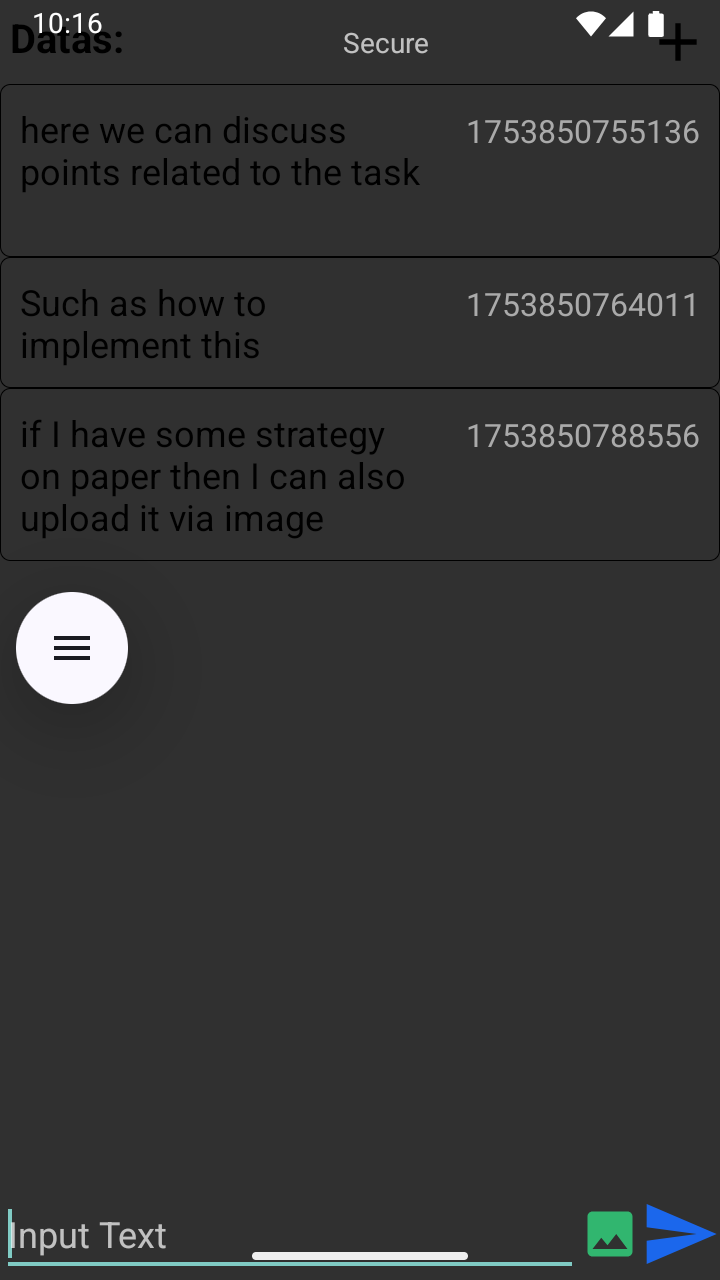 10:16
Datas:
Secure
here we can discuss
points related to the task
1753850755136
Such as how to
implement this
1753850764011
if I have some strategy
on paper then I can also
upload it via image
1753850788556
Input Text